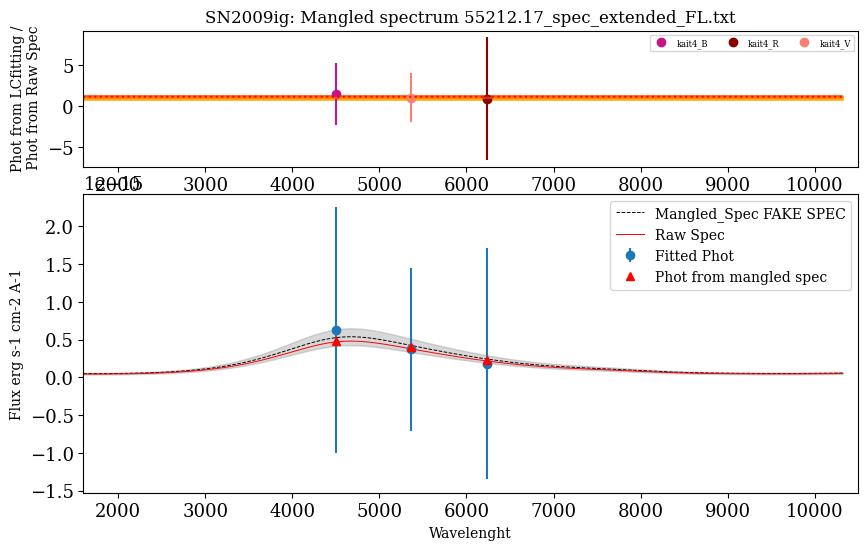 SN2009ig: Mangled spectrum 55212.17_spec_extended_FL.txt
Phot from LCfitting /
Phot from Raw Spec
5
0
−5
kait4_B kait4_R kait4_V
2000 3000 4000 5000 6000 7000 8000 9000 10000
1e−15
Flux erg s-1 cm-2 A-1
2.0
1.5
1.0
0.5
0.0
−0.5
−1.0
−1.5
Mangled_Spec FAKE SPEC
Raw Spec
Fitted Phot
Phot from mangled spec
2000 3000 4000 5000 6000 7000 8000 9000 10000
Wavelenght